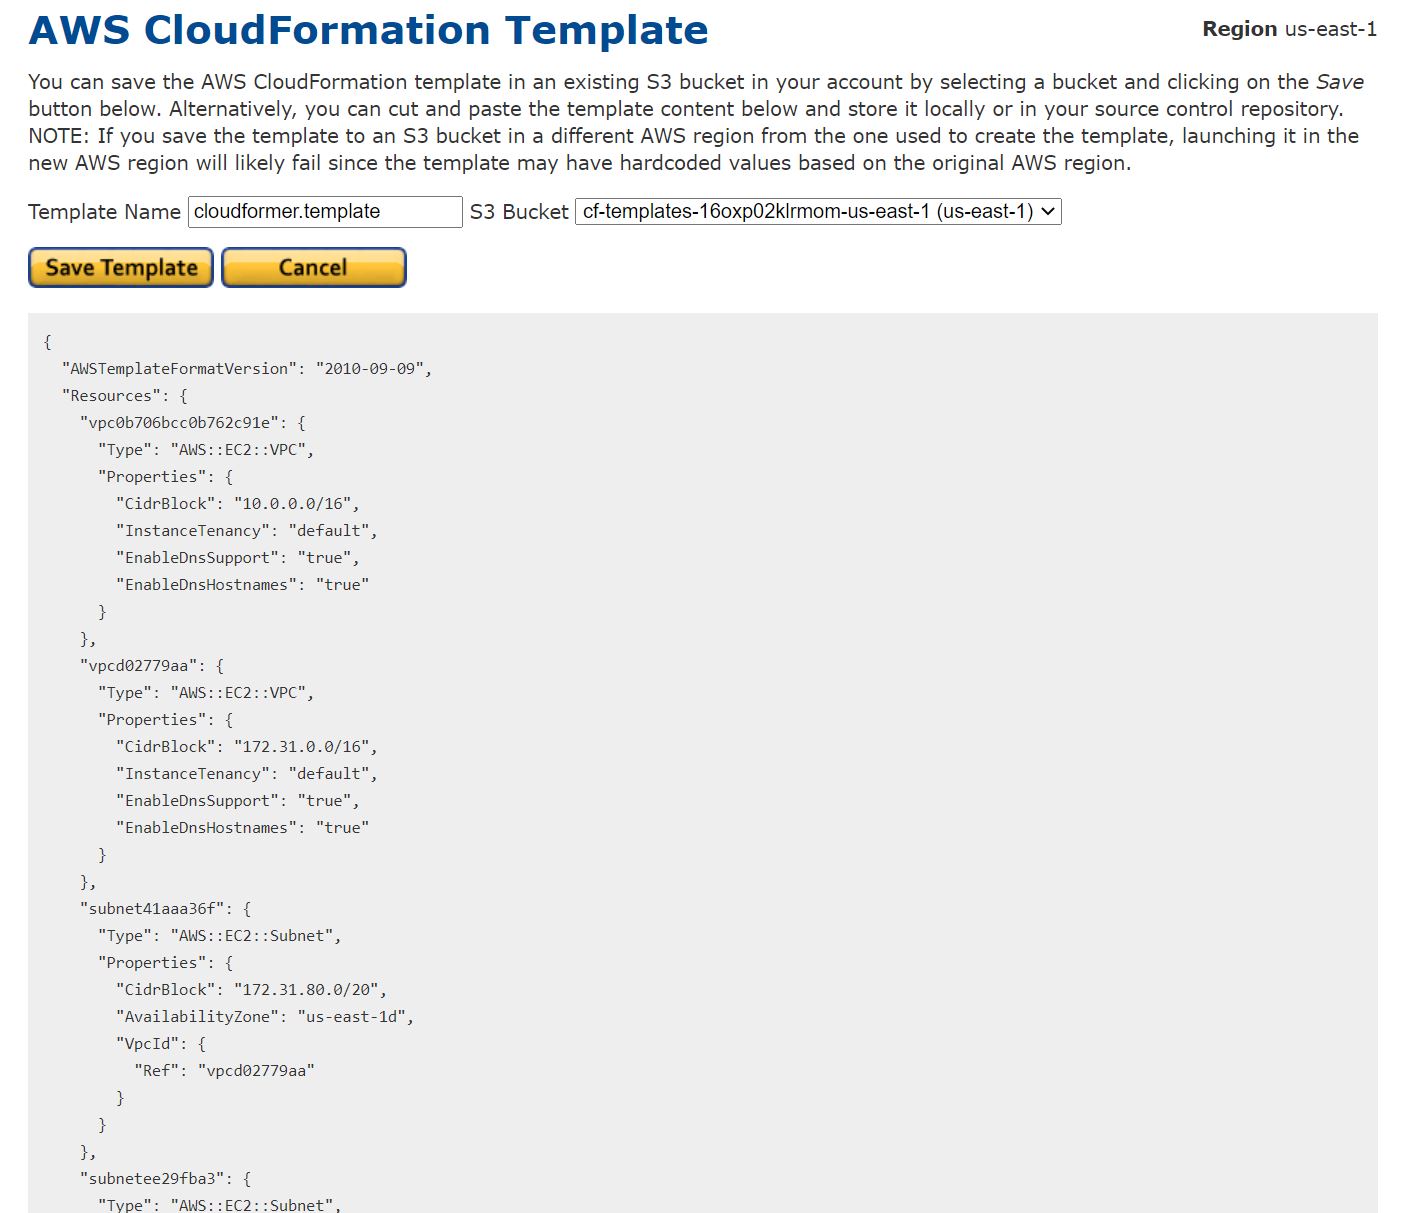 AWS CloudFormation Template
Region us-east-1
You can save the AWS CloudFormation template in an existing S3 bucket in your account by selecting a bucket and clicking on the Save
button below. Alternatively, you can cut and paste the template content below and store it locally or in your source control repository.
NOTE: If you save the template to an S3 bucket in a different AWS region from the one used to create the template, launching it in the
new AWS region will likely fail since the template may have hardcoded values based on the original AWS region.
Template Name cloudformer.template S3 Bucket cf-templates-16oxp02klrmom-us-east-1 (us-east-1)
Save Template Cancel
{
  "AWSTemplateFormatVersion": "2010-09-09",
  "Resources": {
    "vpc0b706bcc0b762c91e": {
      "Type": "AWS::EC2::VPC",
      "Properties": {
        "CidrBlock": "10.0.0.0/16",
        "InstanceTenancy": "default",
        "EnableDnsSupport": "true",
        "EnableDnsHostnames": "true"
      }
    },
    "vpcd02779aa": {
      "Type": "AWS::EC2::VPC",
      "Properties": {
        "CidrBlock": "172.31.0.0/16",
        "InstanceTenancy": "default",
        "EnableDnsSupport": "true",
        "EnableDnsHostnames": "true"
      }
    },
    "subnet41aaa36f": {
      "Type": "AWS::EC2::Subnet",
      "Properties": {
        "CidrBlock": "172.31.80.0/20",
        "AvailabilityZone": "us-east-1d",
        "VpcId": {
          "Ref": "vpcd02779aa"
        }
      }
    },
    "subnetee29fba3": {
      "Type": "AWS::EC2::Subnet",